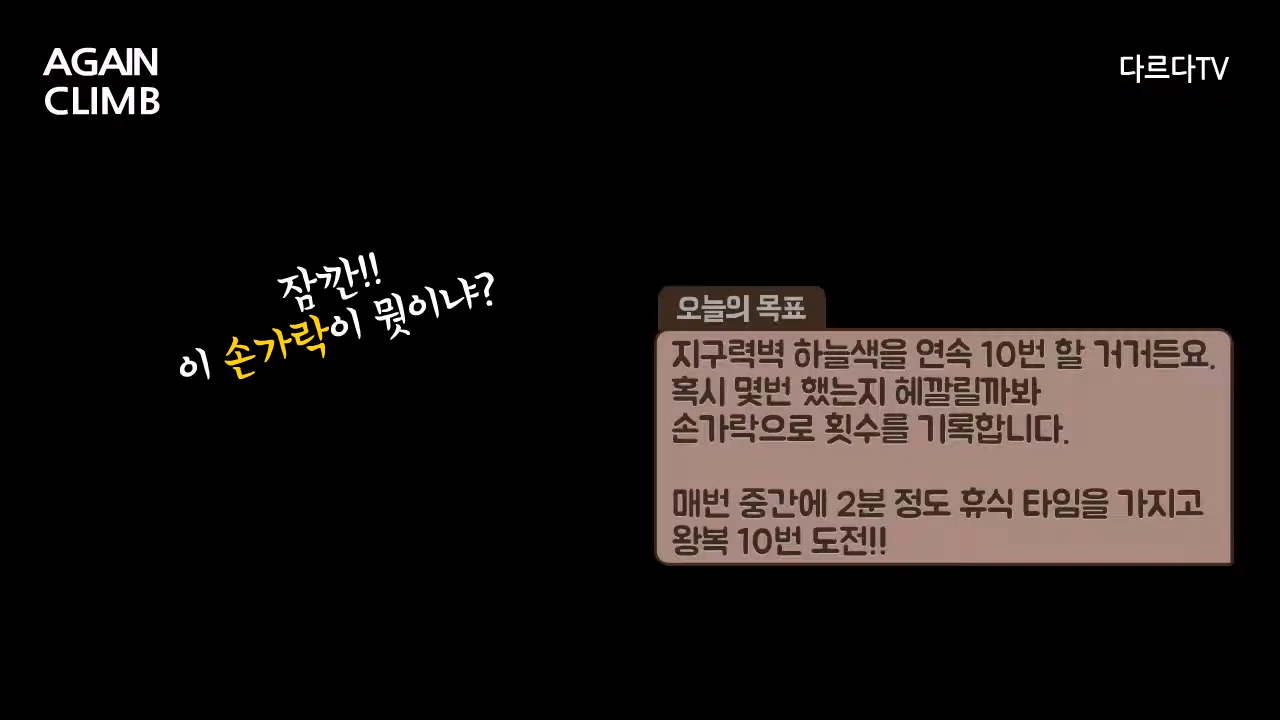 AGAIN
CLIMB
다르다TV
잠깐!!
이 손가락이 뭣이냐?
오늘의 목표
지구력벽 하늘색을 연속 10번 할 거거든요.
혹시 몇번 했는지 헤깔릴까봐
손가락으로 횟수를 기록합니다.
매번 중간에 2분 정도 휴식 타임을 가지고
왕복 10번 도전!!